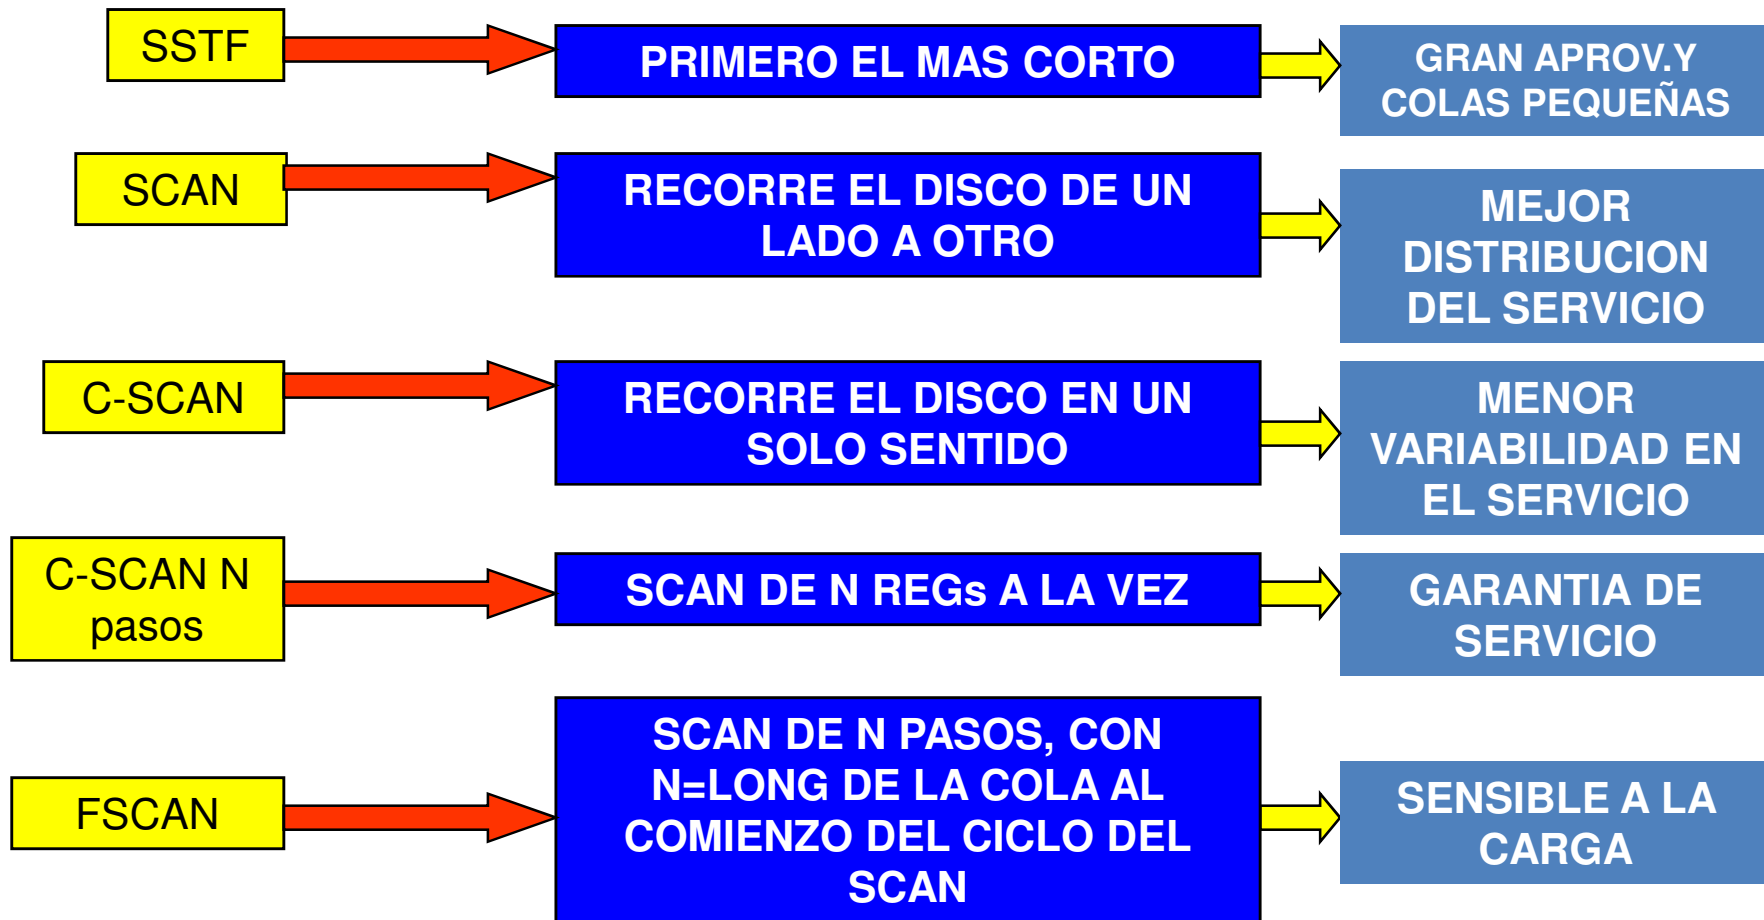 SSTF
PRIMERO EL MAS CORTO
GRAN APROV.Y
COLAS PEQUEÑAS
SCAN
RECORRE EL DISCO DE UN
LADO A OTRO
MEJOR
DISTRIBUCION
DEL SERVICIO
C-SCAN
RECORRE EL DISCO EN UN
SOLO SENTIDO
MENOR
VARIABILIDAD EN
EL SERVICIO
C-SCAN N
pasos
SCAN DE N REGs A LA VEZ
GARANTIA DE
SERVICIO
FSCAN
SCAN DE N PASOS, CON
N=LONG DE LA COLA AL
COMIENZO DEL CICLO DEL
SCAN
SENSIBLE A LA
CARGA